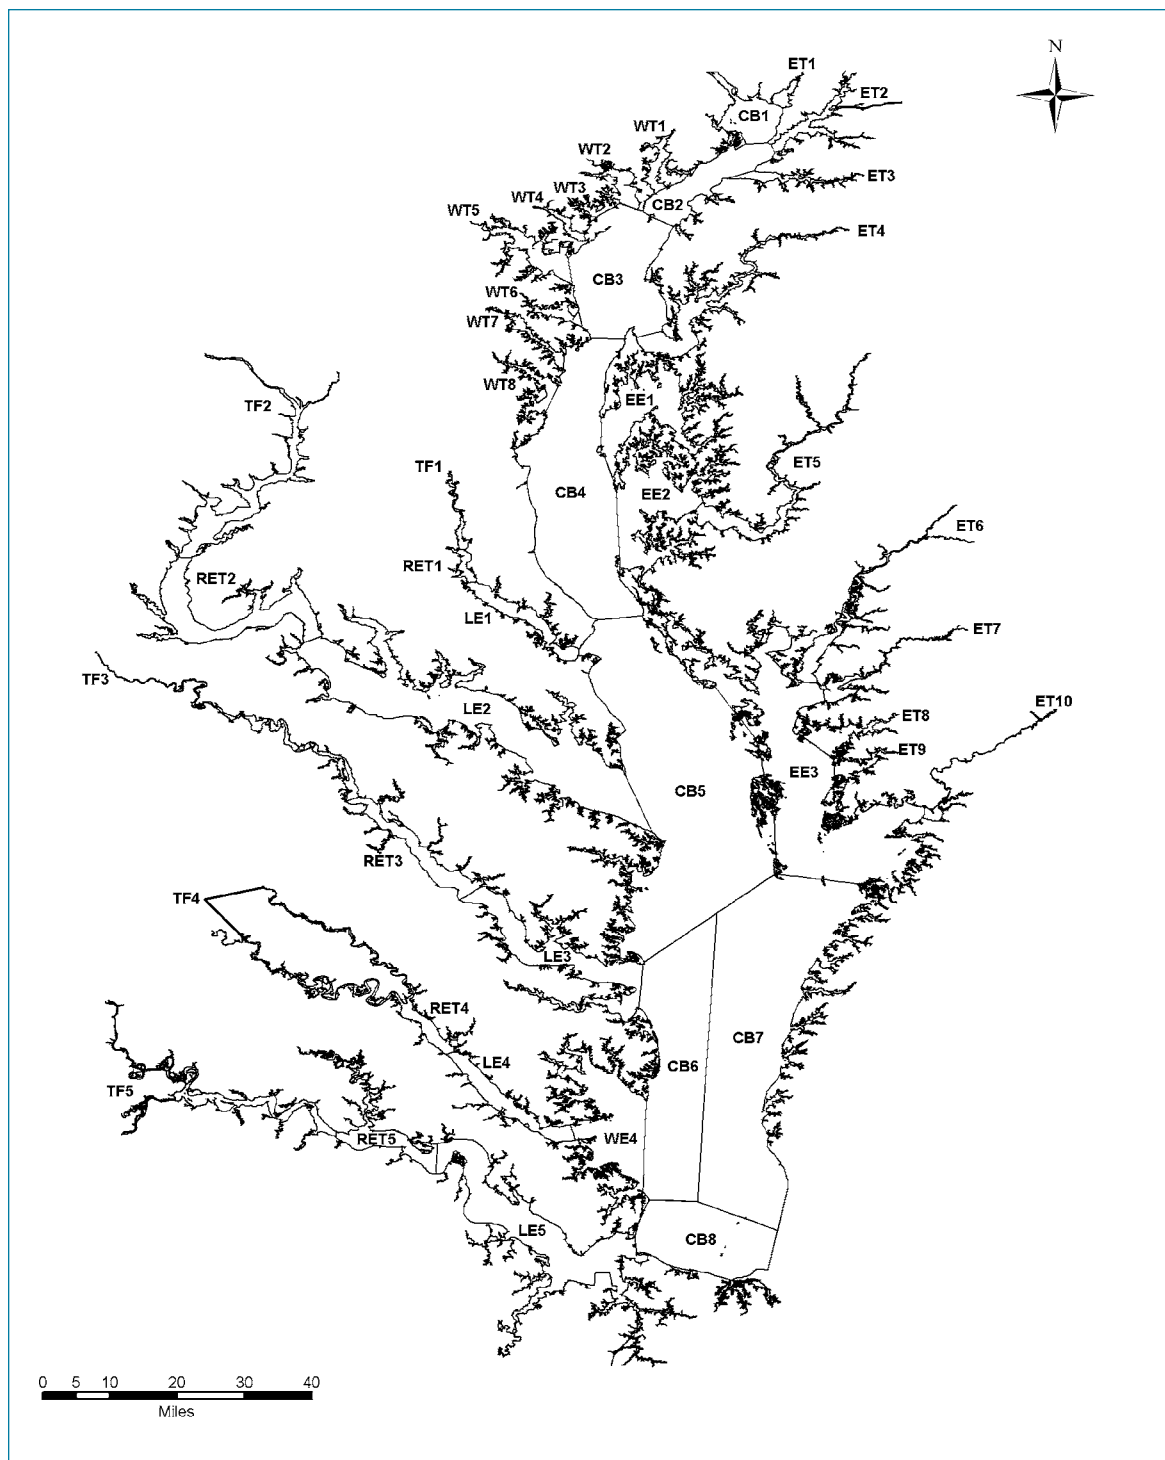 N
ET1
ET2
CB1
WT1
WT2
ET3
WT3
WT4
CB2
WT5
ET4
CB3
WT6
WT7
WT8
EE1
TF2
ET5
TF1
CB4
EE2
ET6
RET1
RET2
LE1
ET7
TF3
LE2
ET10
ET8
ET9
EE3
CB5
RET3
TF4
LE3
RET4
CB7
LE4
CB6
TF5
RET5
WE4
LE5
CB8
0 5 10 20 30 40
Miles